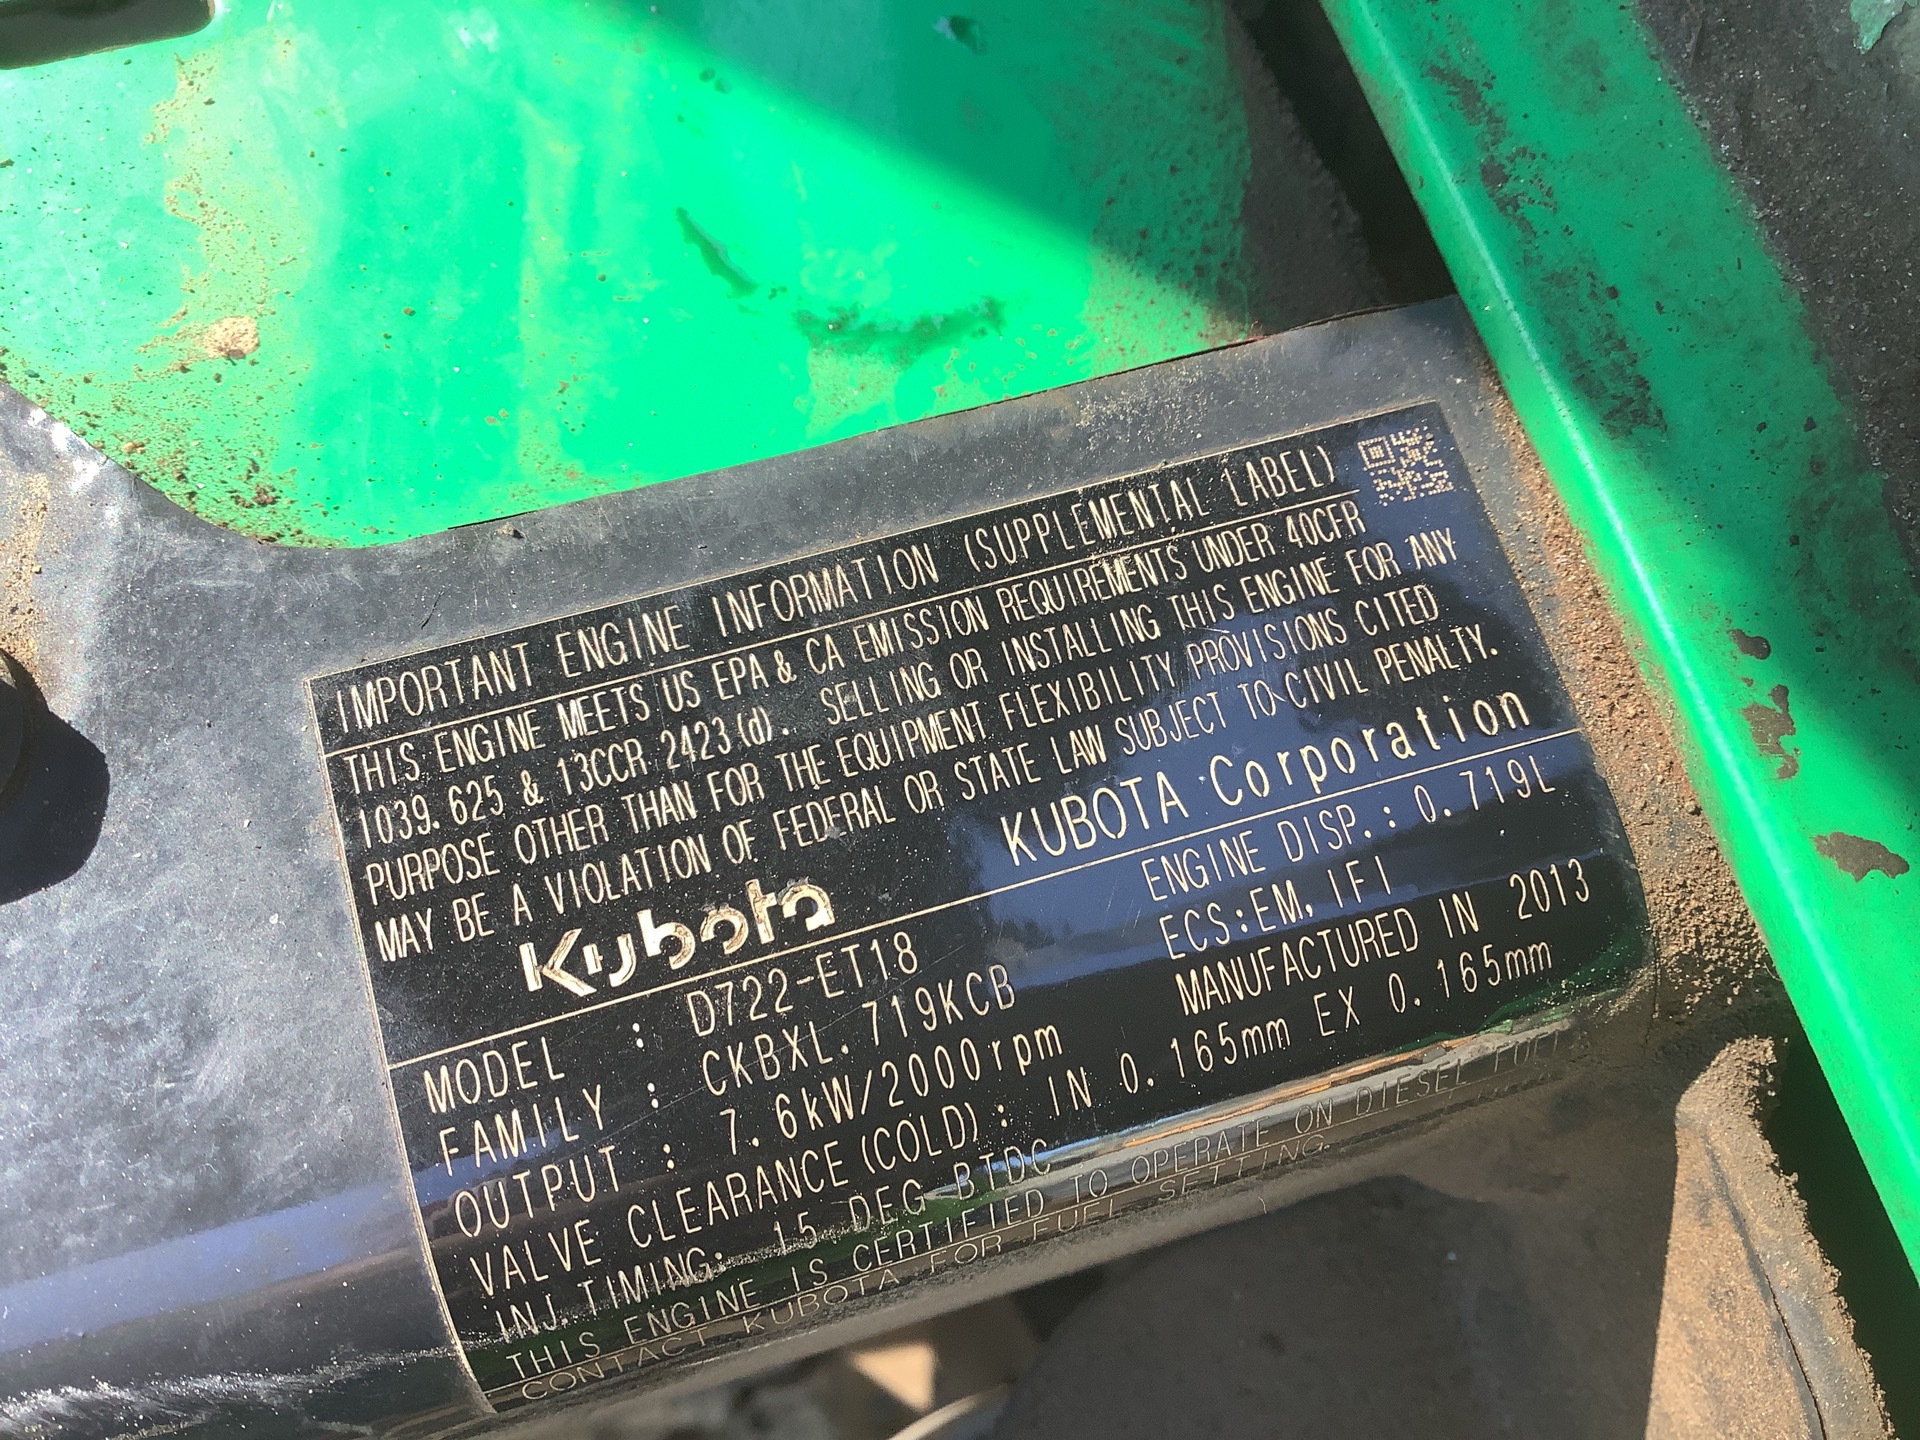 IMPORTANT ENGINE INFORMATION (SUPPLEMENTAL LABEL)
THIS ENGINE MEETS US EPA & CA EMISSION REQUIREMENTS UNDER 40CFR
1039.625 & 13CCR 2423(d). SELLING OR INSTALLING THIS ENGINE FOR ANY
PURPOSE OTHER THAN FOR THE EQUIPMENT FLEXIBILITY PROVISIONS CITED
MAY BE A VIOLATION OF FEDERAL OR STATE LAW SUBJECT TO CIVIL PENALTY.
Kubota KUBOTA Corporation
MODEL : D722-ET18 ENGINE DISP.: 0.719L
FAMILY : CKBXL.719KCB ECS:EM, IFI
OUTPUT : 7.6kW/2000rpm MANUFACTURED IN 2013
VALVE CLEARANCE (COLD): IN 0.165mm EX 0.165mm
INJ.TIMING: 15 DEG BTDC
THIS ENGINE IS CERTIFIED TO OPERATE ON DIESEL FUEL
CONTACT KUBOTA FOR FUEL SETTING.